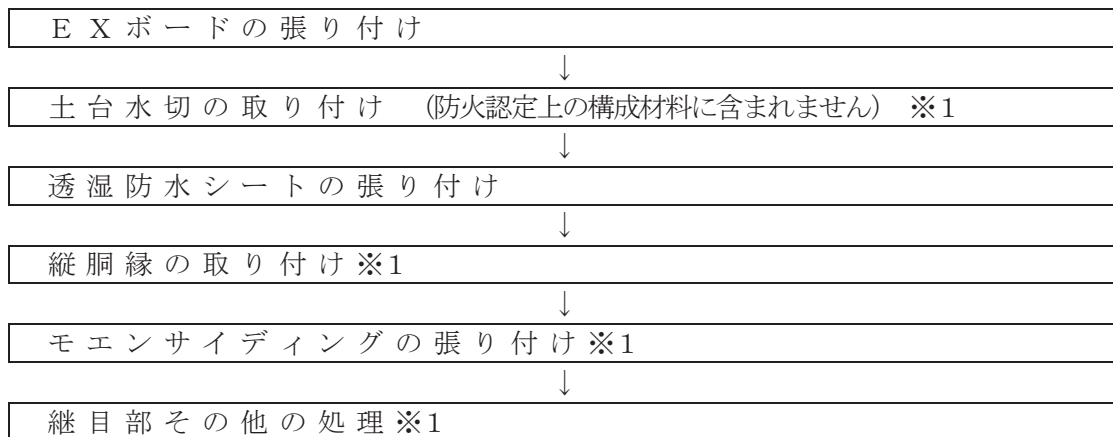 ＥＸボードの張り付け
↓
土台水切の取り付け　(防火認定上の構成材料に含まれません)　※1
↓
透湿防水シートの張り付け
↓
縦胴縁の取り付け※1
↓
モエンサイディングの張り付け※1
↓
継目部その他の処理※1